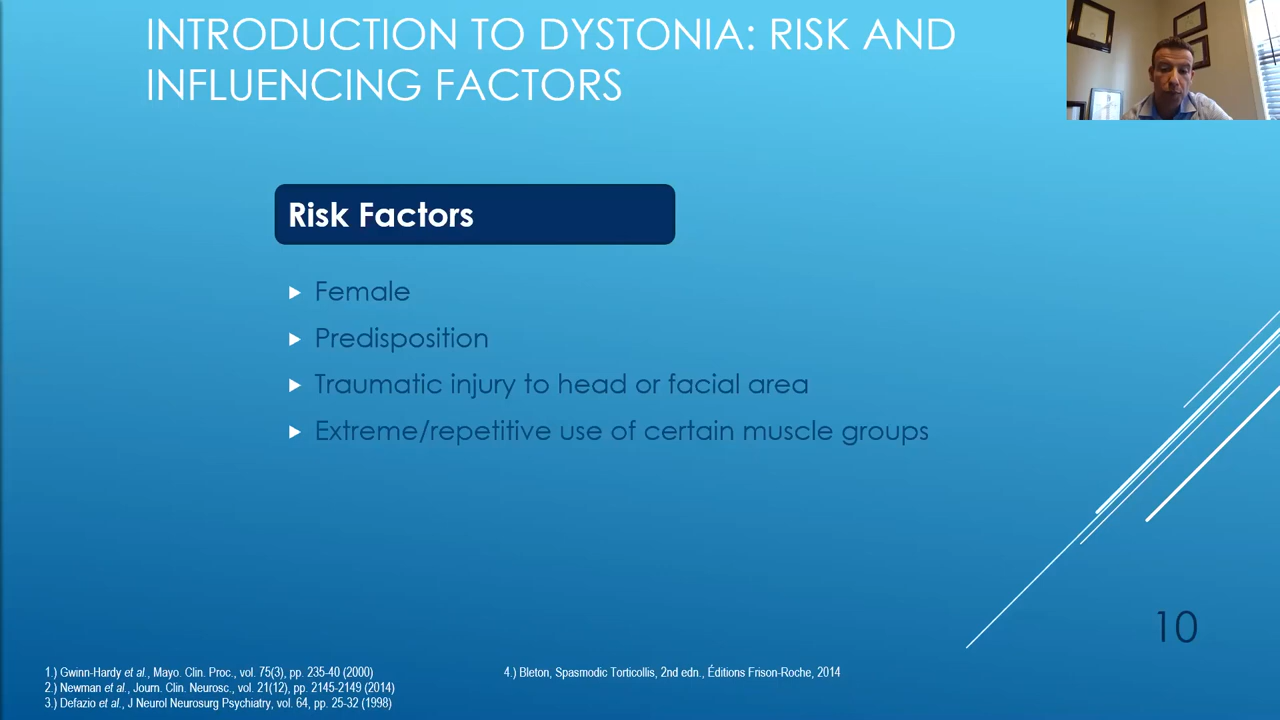 INTRODUCTION TO DYSTONIA: RISK AND
INFLUENCING FACTORS
Risk Factors
Female
Predisposition
Traumatic injury to head or facial area
Extreme/repetitive use of certain muscle groups
10
1.) Gwinn-Hardy et al., Mayo. Clin. Proc., vol. 75(3), pp. 235-40 (2000)
2.) Newman et al., Journ. Clin. Neurosc., vol. 21(12), pp. 2145-2149 (2014)
3.) Defazio et al., J Neurol Neurosurg Psychiatry, vol. 64, pp. 25-32 (1998)
4.) Bleton, Spasmodic Torticollis, 2nd edn., Éditions Frison-Roche, 2014